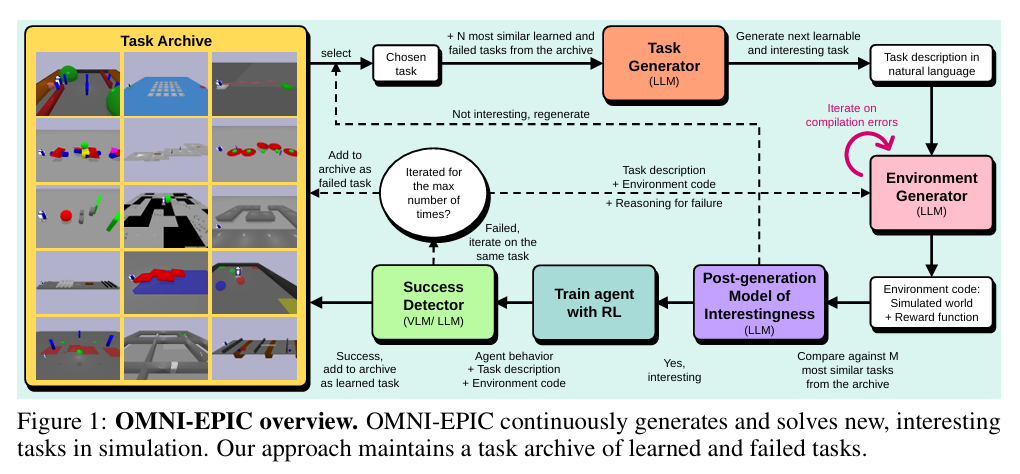 Task Archive
select
Chosen
task
+ N most similar learned and
failed tasks from the archive
Task
Generator
(LLM)
Generate next learnable
and interesting task
Task description in
natural language
Not interesting, regenerate
Iterate on
compilation errors
Add to
archive as
failed task
Iterated for
the max
number of
times?
Task description
+ Environment code
+ Reasoning for failure
Environment
Generator
(LLM)
Failed,
iterate on the
same task
Success
Detector
(VLM/ LLM)
Train agent
with RL
Post-generation
Model of
Interestingness
(LLM)
Environment code:
Simulated world
+ Reward function
Success,
add to archive
as learned task
Agent behavior
+ Task description
+ Environment code
Yes,
interesting
Compare against M
most similar tasks
from the archive
Figure 1: OMNI-EPIC overview. OMNI-EPIC continuously generates and solves new, interesting
tasks in simulation. Our approach maintains a task archive of learned and failed tasks.